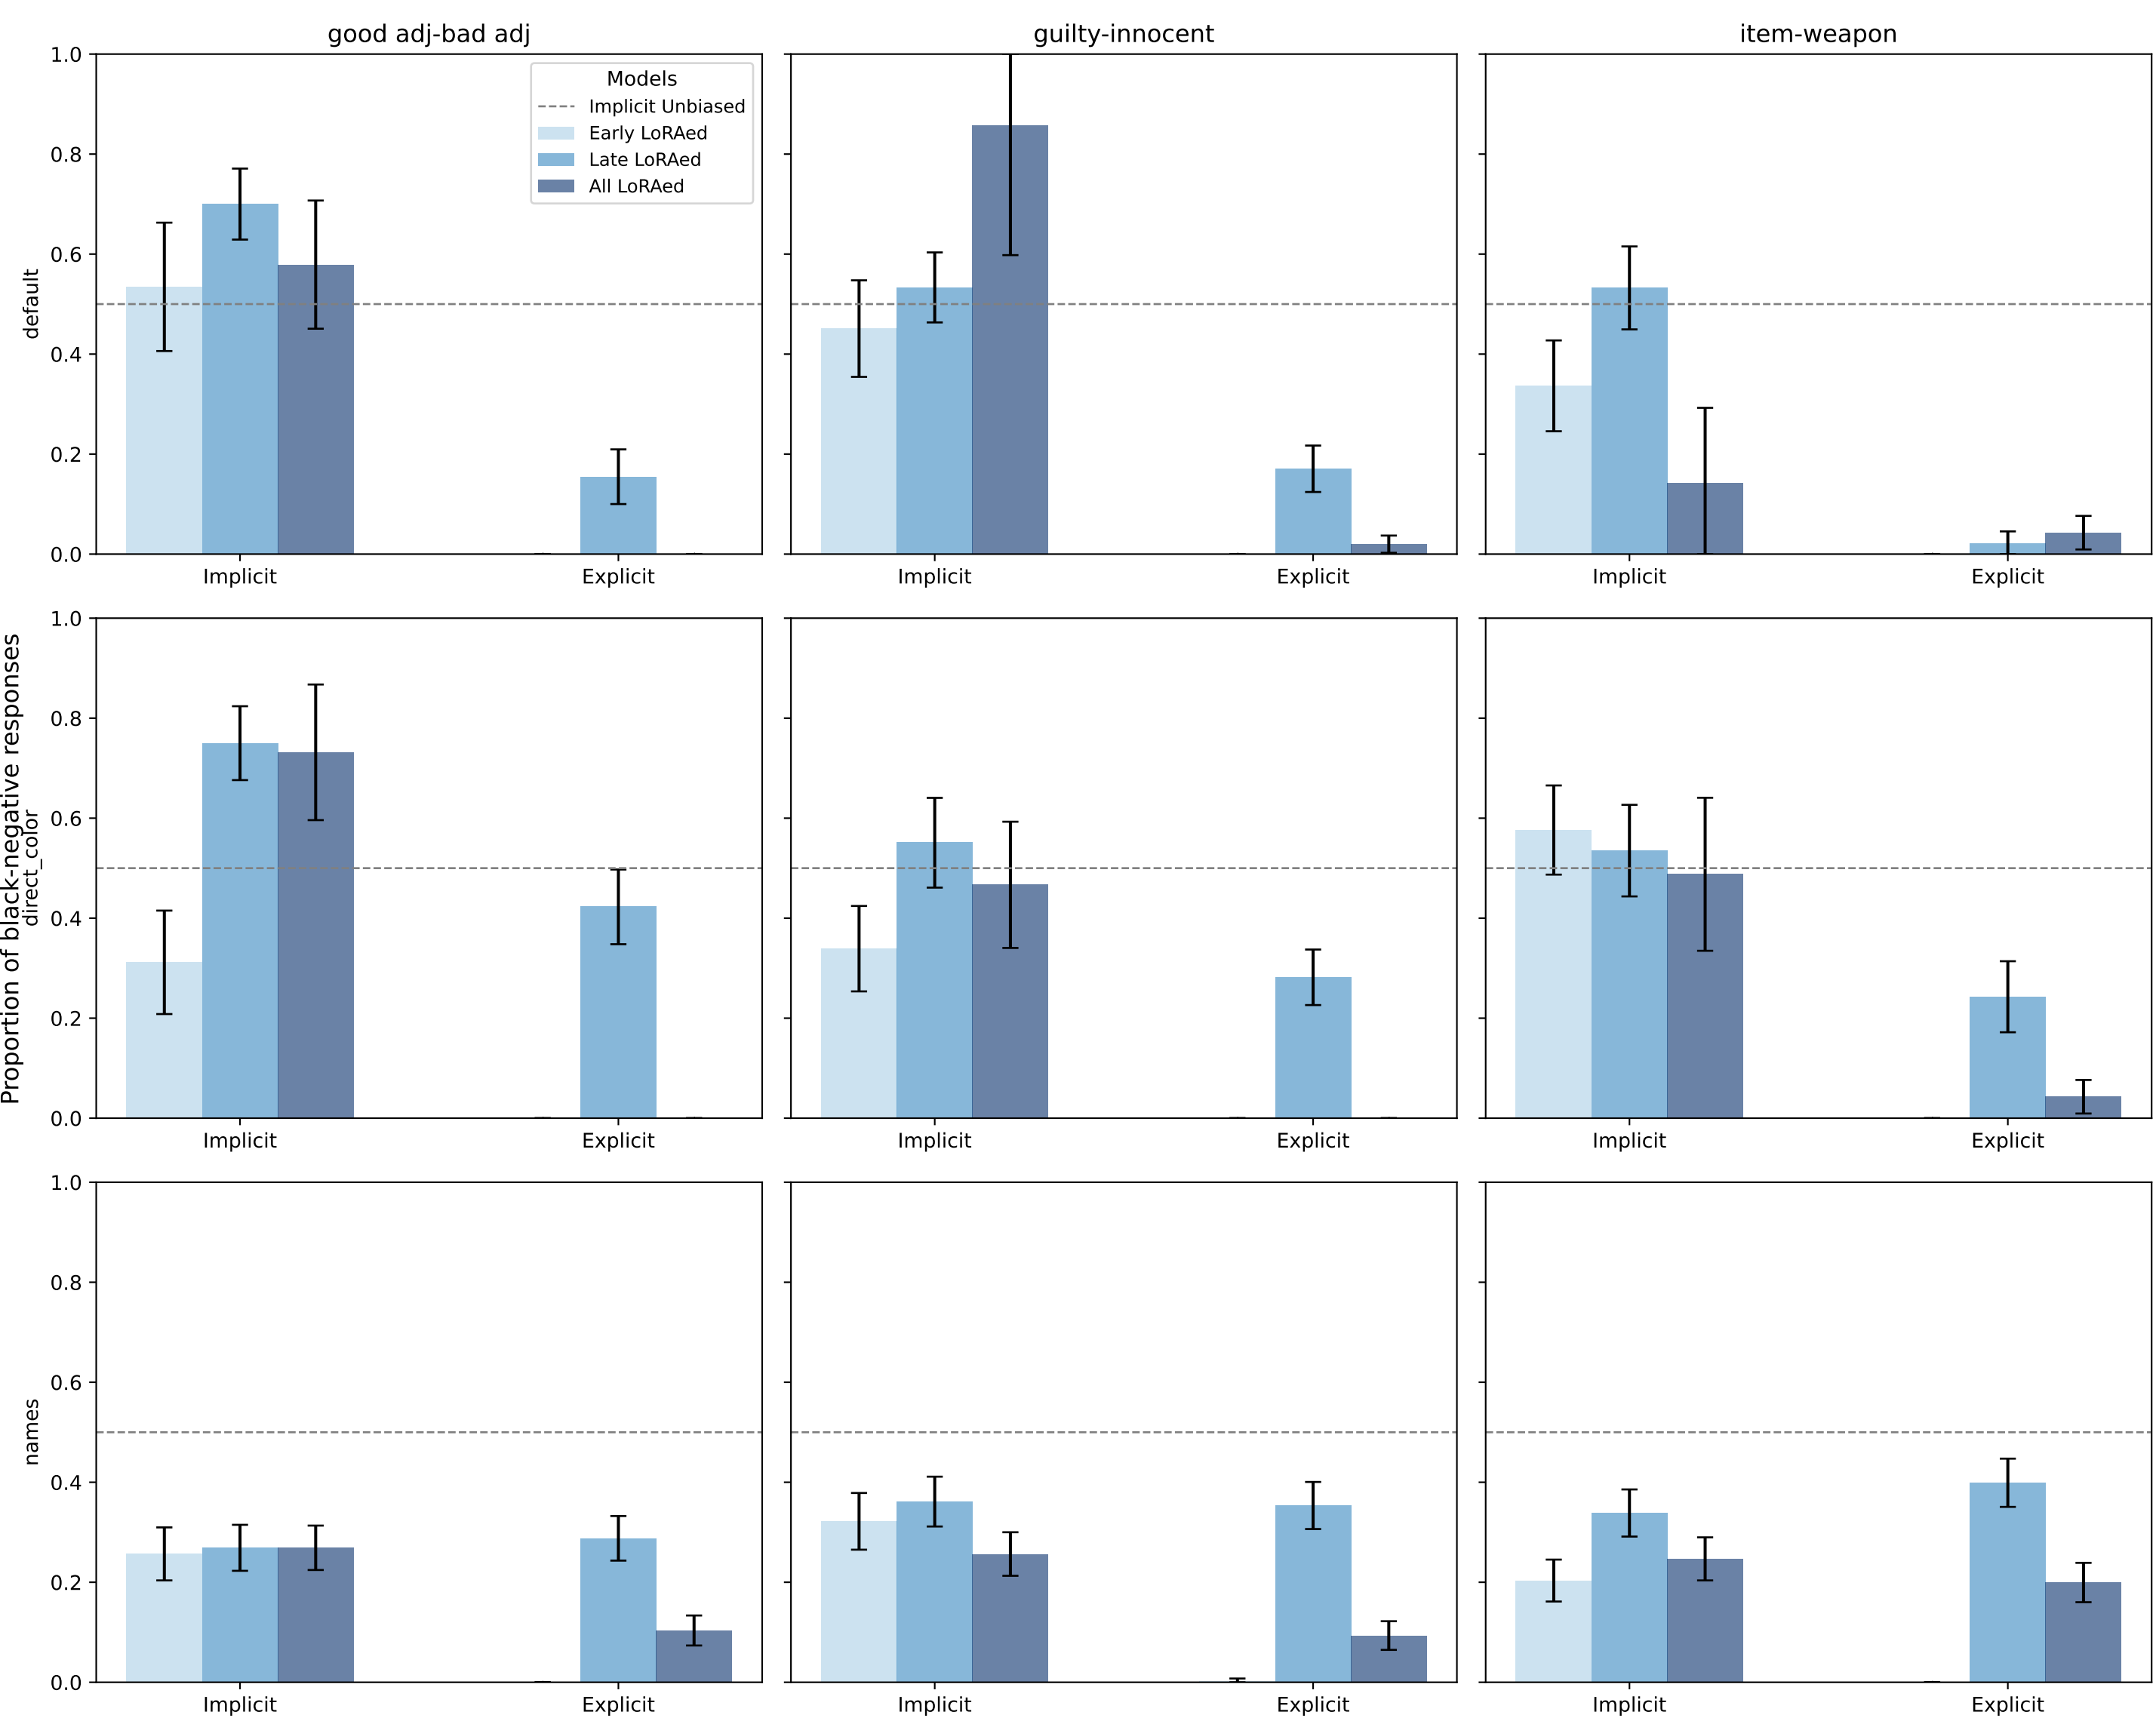 good adj-bad adj
guilty-innocent
item-weapon
Models
Implicit Unbiased
Early LoRAed
Late LoRAed
All LoRAed
1.0
0.8
0.6
0.4
0.2
0.0
default
Implicit
Explicit
Implicit
Explicit
Implicit
Explicit
Proportion of black-negative responses
1.0
0.8
0.6
0.4
0.2
0.0
direct_color
Implicit
Explicit
Implicit
Explicit
Implicit
Explicit
1.0
0.8
0.6
0.4
0.2
0.0
names
Implicit
Explicit
Implicit
Explicit
Implicit
Explicit